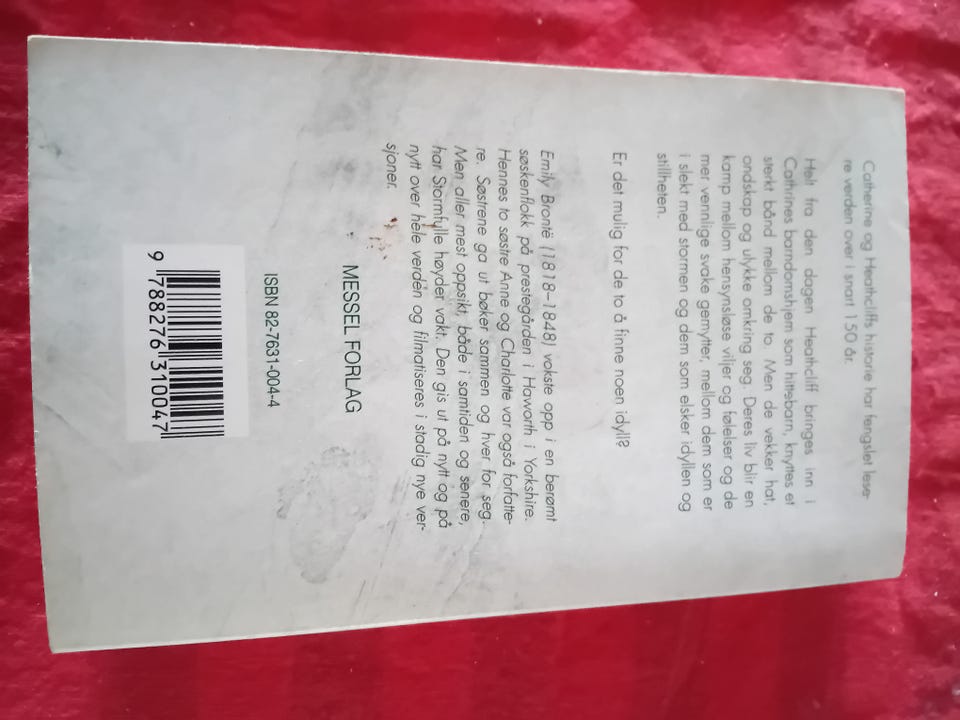 Catherine og Heathcliffs historie har fengslet lese-
re verden over i snart 150 år.
Helt fra den dagen Heathcliff bringes inn i
Cathrines barndomshjem som hittebarn, knyttes et
sterkt bånd mellom de to. Men de vekker hat,
ondskap og ulykke omkring seg. Deres liv blir en
kamp mellom hensynsløse viljer og følelser og de
mer vennlige svake gemytter, mellom dem som er
i slekt med stormen og dem som elsker idyllen og
stillheten.
Er det mulig for de to å finne noen idyll?
Emily Brontë (1818–1848) vokste opp i en berømt
søskenflokk på prestegården i Haworth i Yorkshire.
Hennes to søstre Anne og Charlotte var også forfatte-
re. Søstrene ga ut bøker sammen og hver for seg.
Men aller mest oppsikt, både i samtiden og senere,
har Stormfulle høyder vakt. Den gis ut på nytt og på
nytt over hele verden og filmatiseres i stadig nye ver-
sjoner.
MESSEL FORLAG
ISBN 82-7631-004-4
9 788276 310047